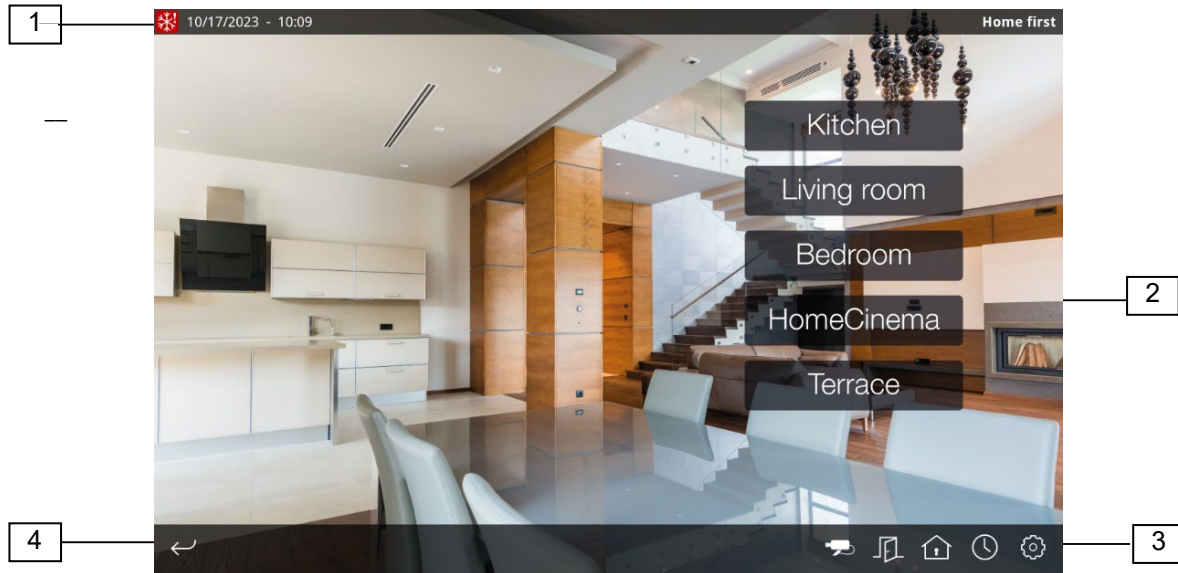 1
10/17/2023 - 10:09
Home first
Kitchen
Living room
Bedroom
2
HomeCinema
Terrace
4
3